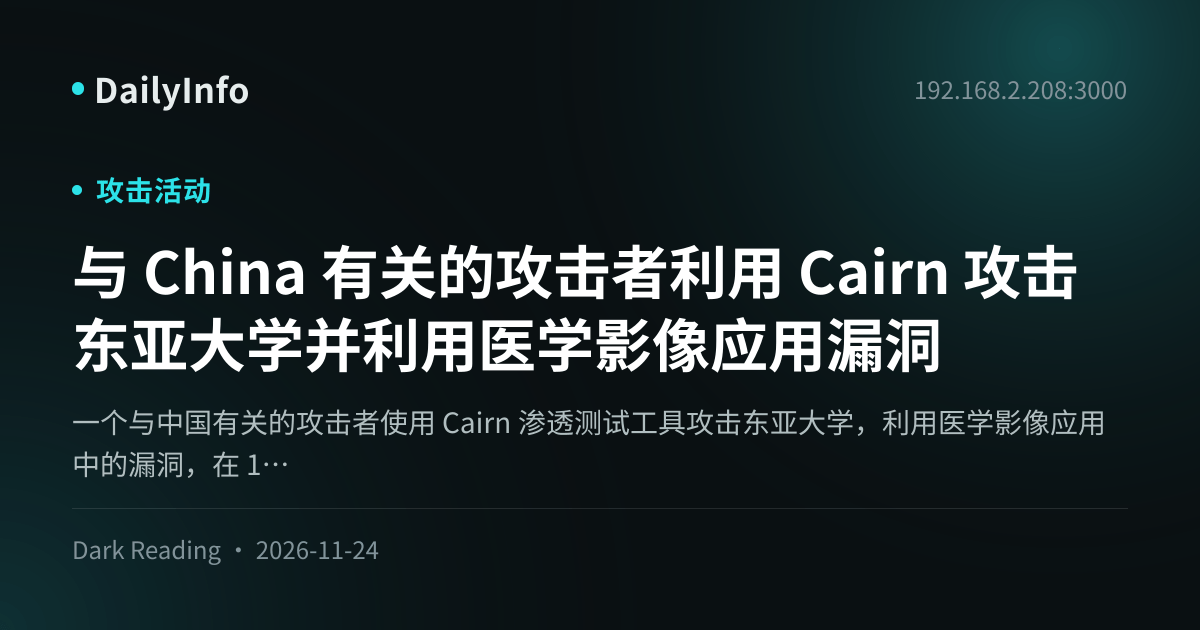 DailyInfo
192.168.2.208:3000
攻击活动
与 China 有关的攻击者利用 Cairn 攻击
东亚大学并利用医学影像应用漏洞
一个与中国有关的攻击者使用 Cairn 渗透测试工具攻击东亚大学，利用医学影像应用
中的漏洞，在 1…
Dark Reading • 2026-11-24